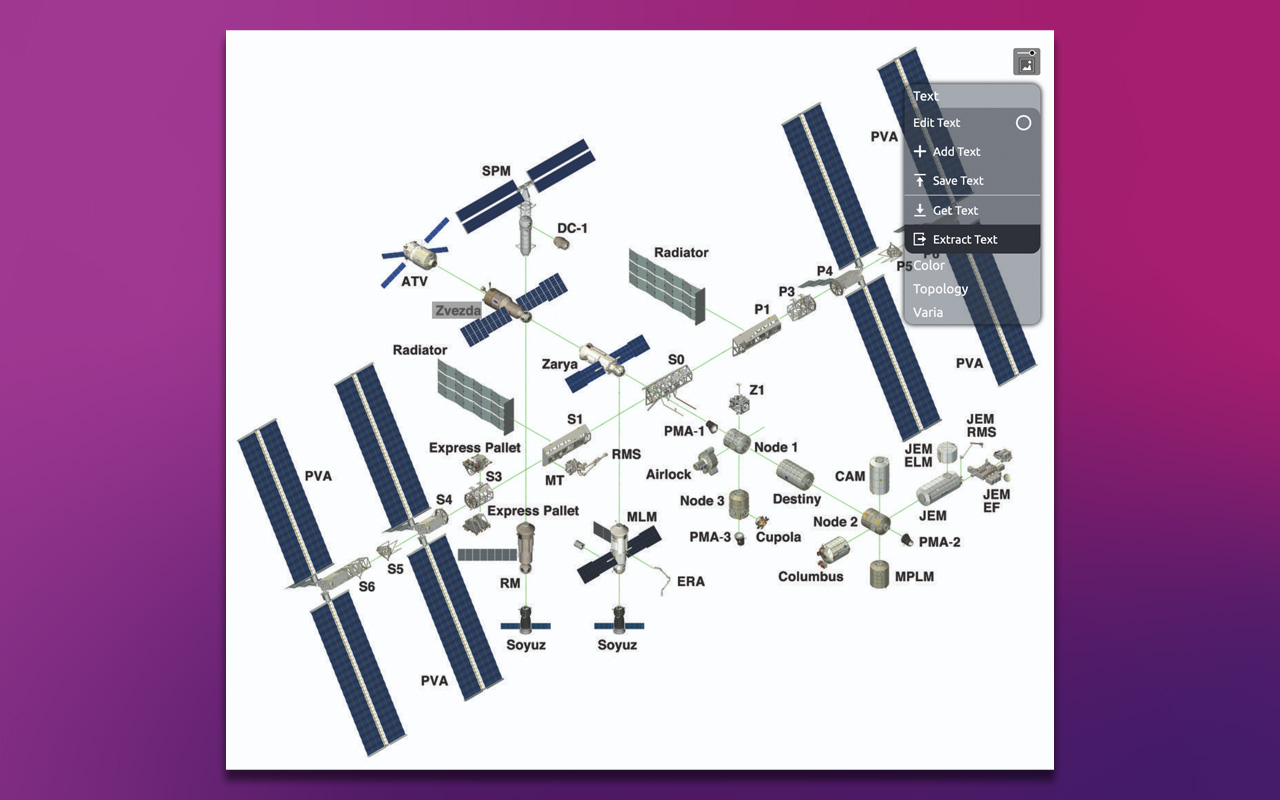 Text
Edit Text
Add Text
Save Text
Get Text
Extract Text
Color
Topology
Varia
PVA
SPM
DC-1
Radiator
P6
P5
P4
ATV
P3
Zvezda
P1
Radiator
Zarya
S0
PVA
Z1
S1
JEM
RMS
PMA-1
Express Pallet
Node 1
JEM
ELM
RMS
PVA
S3
MT
Airlock
CAM
JEM
EF
S4
Node 3
Destiny
Express Pallet
MLM
JEM
Node 2
PMA-3
Cupola
PMA-2
S5
S6
RM
ERA
Columbus
MPLM
Soyuz
Soyuz
PVA